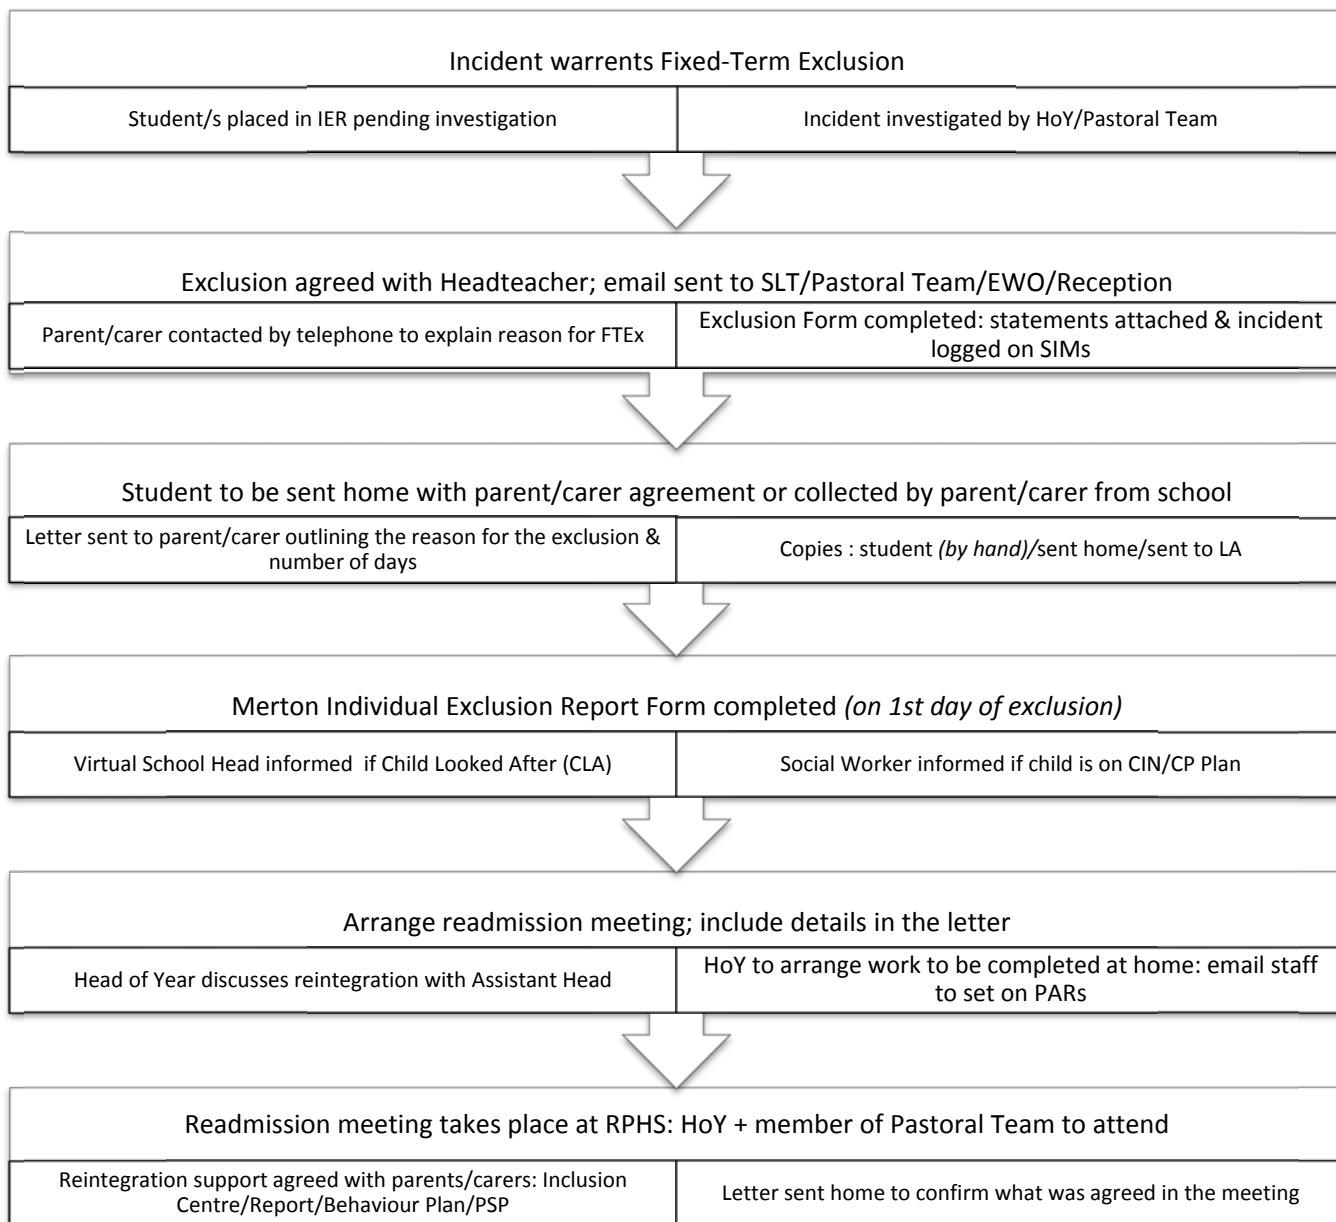 Incident warrents Fixed-Term Exclusion
Student/s placed in IER pending investigation
Incident investigated by HoY/Pastoral Team
Exclusion agreed with Headteacher; email sent to SLT/Pastoral Team/EWO/Reception
Parent/carer contacted by telephone to explain reason for FTEx
Exclusion Form completed: statements attached & incident
logged on SIMs
Student to be sent home with parent/carer agreement or collected by parent/carer from school
Letter sent to parent/carer outlining the reason for the exclusion &
number of days
Copies : student (by hand)/sent home/sent to LA
Merton Individual Exclusion Report Form completed (on 1st day of exclusion)
Virtual School Head informed  if Child Looked After (CLA)
Social Worker informed if child is on CIN/CP Plan
Arrange readmission meeting; include details in the letter
Head of Year discusses reintegration with Assistant Head
HoY to arrange work to be completed at home: email staff
to set on PARs
Readmission meeting takes place at RPHS: HoY + member of Pastoral Team to attend
Reintegration support agreed with parents/carers: Inclusion
Centre/Report/Behaviour Plan/PSP
Letter sent home to confirm what was agreed in the meeting